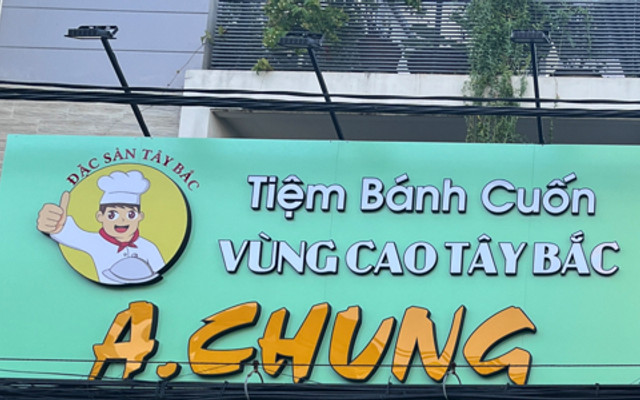 ĐẶC SẢN TÂY BẮC
Tiệm Bánh Cuốn
VÙNG CAO TÂY BẮC
A.CHUNG